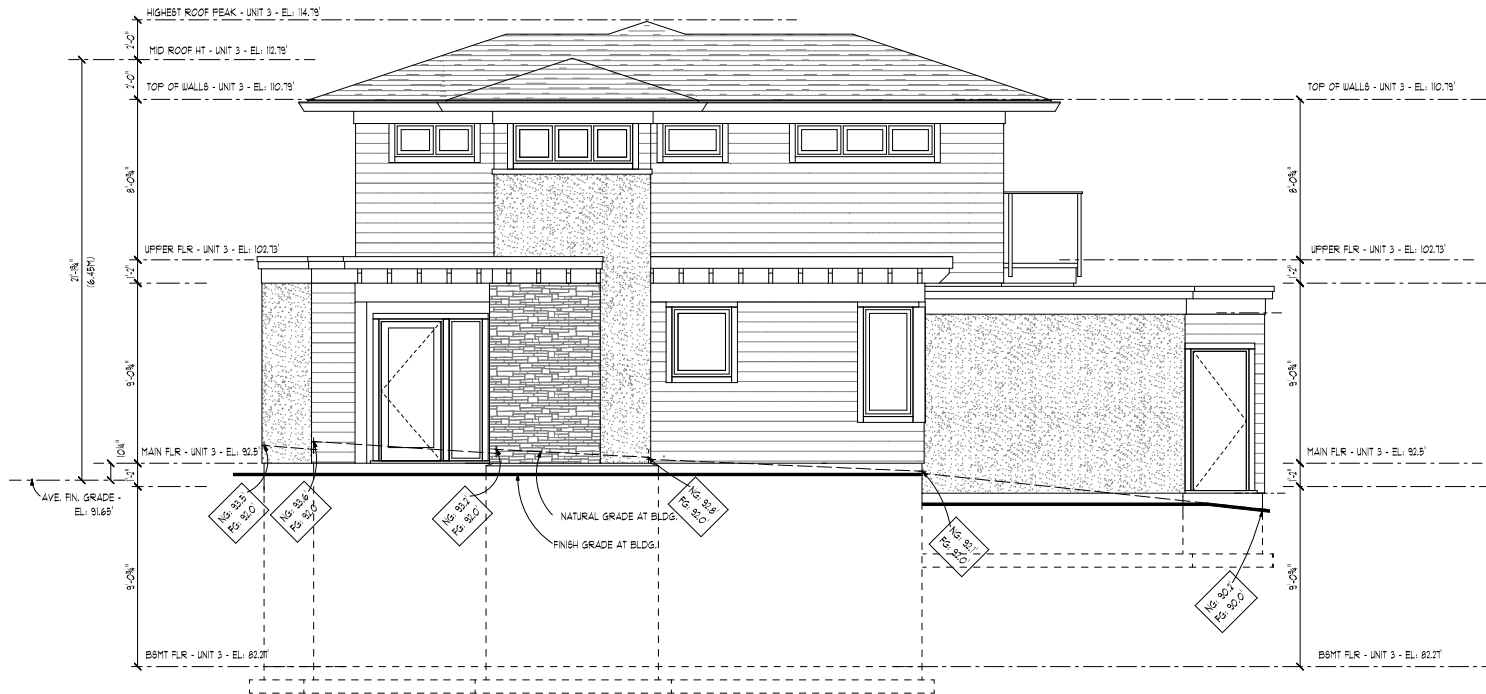 HIGHEST ROOF PEAK - UNIT 3 - EL: 114.79'
2'-0"
MID ROOF HT - UNIT 3 - EL: 112.79'
2'-0"
TOP OF WALLS - UNIT 3 - EL: 110.79'
TOP OF WALLS - UNIT 3 - EL: 110.79'
8'-0¾"
8'-0¾"
UPPER FLR - UNIT 3 - EL: 102.73'
UPPER FLR - UNIT 3 - EL: 102.73'
(6.45M)
1'-2"
1'-2"
9'-0¾"
9'-0¾"
10¼"
MAIN FLR - UNIT 3 - EL: 92.5'
MAIN FLR - UNIT 3 - EL: 92.5'
1'-2"
1'-2"
AVE. FIN. GRADE -
EL: 91.65'
NG: 93.5'
FG: 92.0'
NG: 93.6'
FG: 92.0'
NG: 93.2'
FG: 92.0'
NATURAL GRADE AT BLDG.
NG: 92.8'
FG: 92.0'
FINISH GRADE AT BLDG.
NG: 92.1'
FG: 92.0'
9'-0¾"
9'-0¾"
NG: 90.2'
FG: 90.0'
BSMT FLR - UNIT 3 - EL: 82.27'
BSMT FLR - UNIT 3 - EL: 82.27'